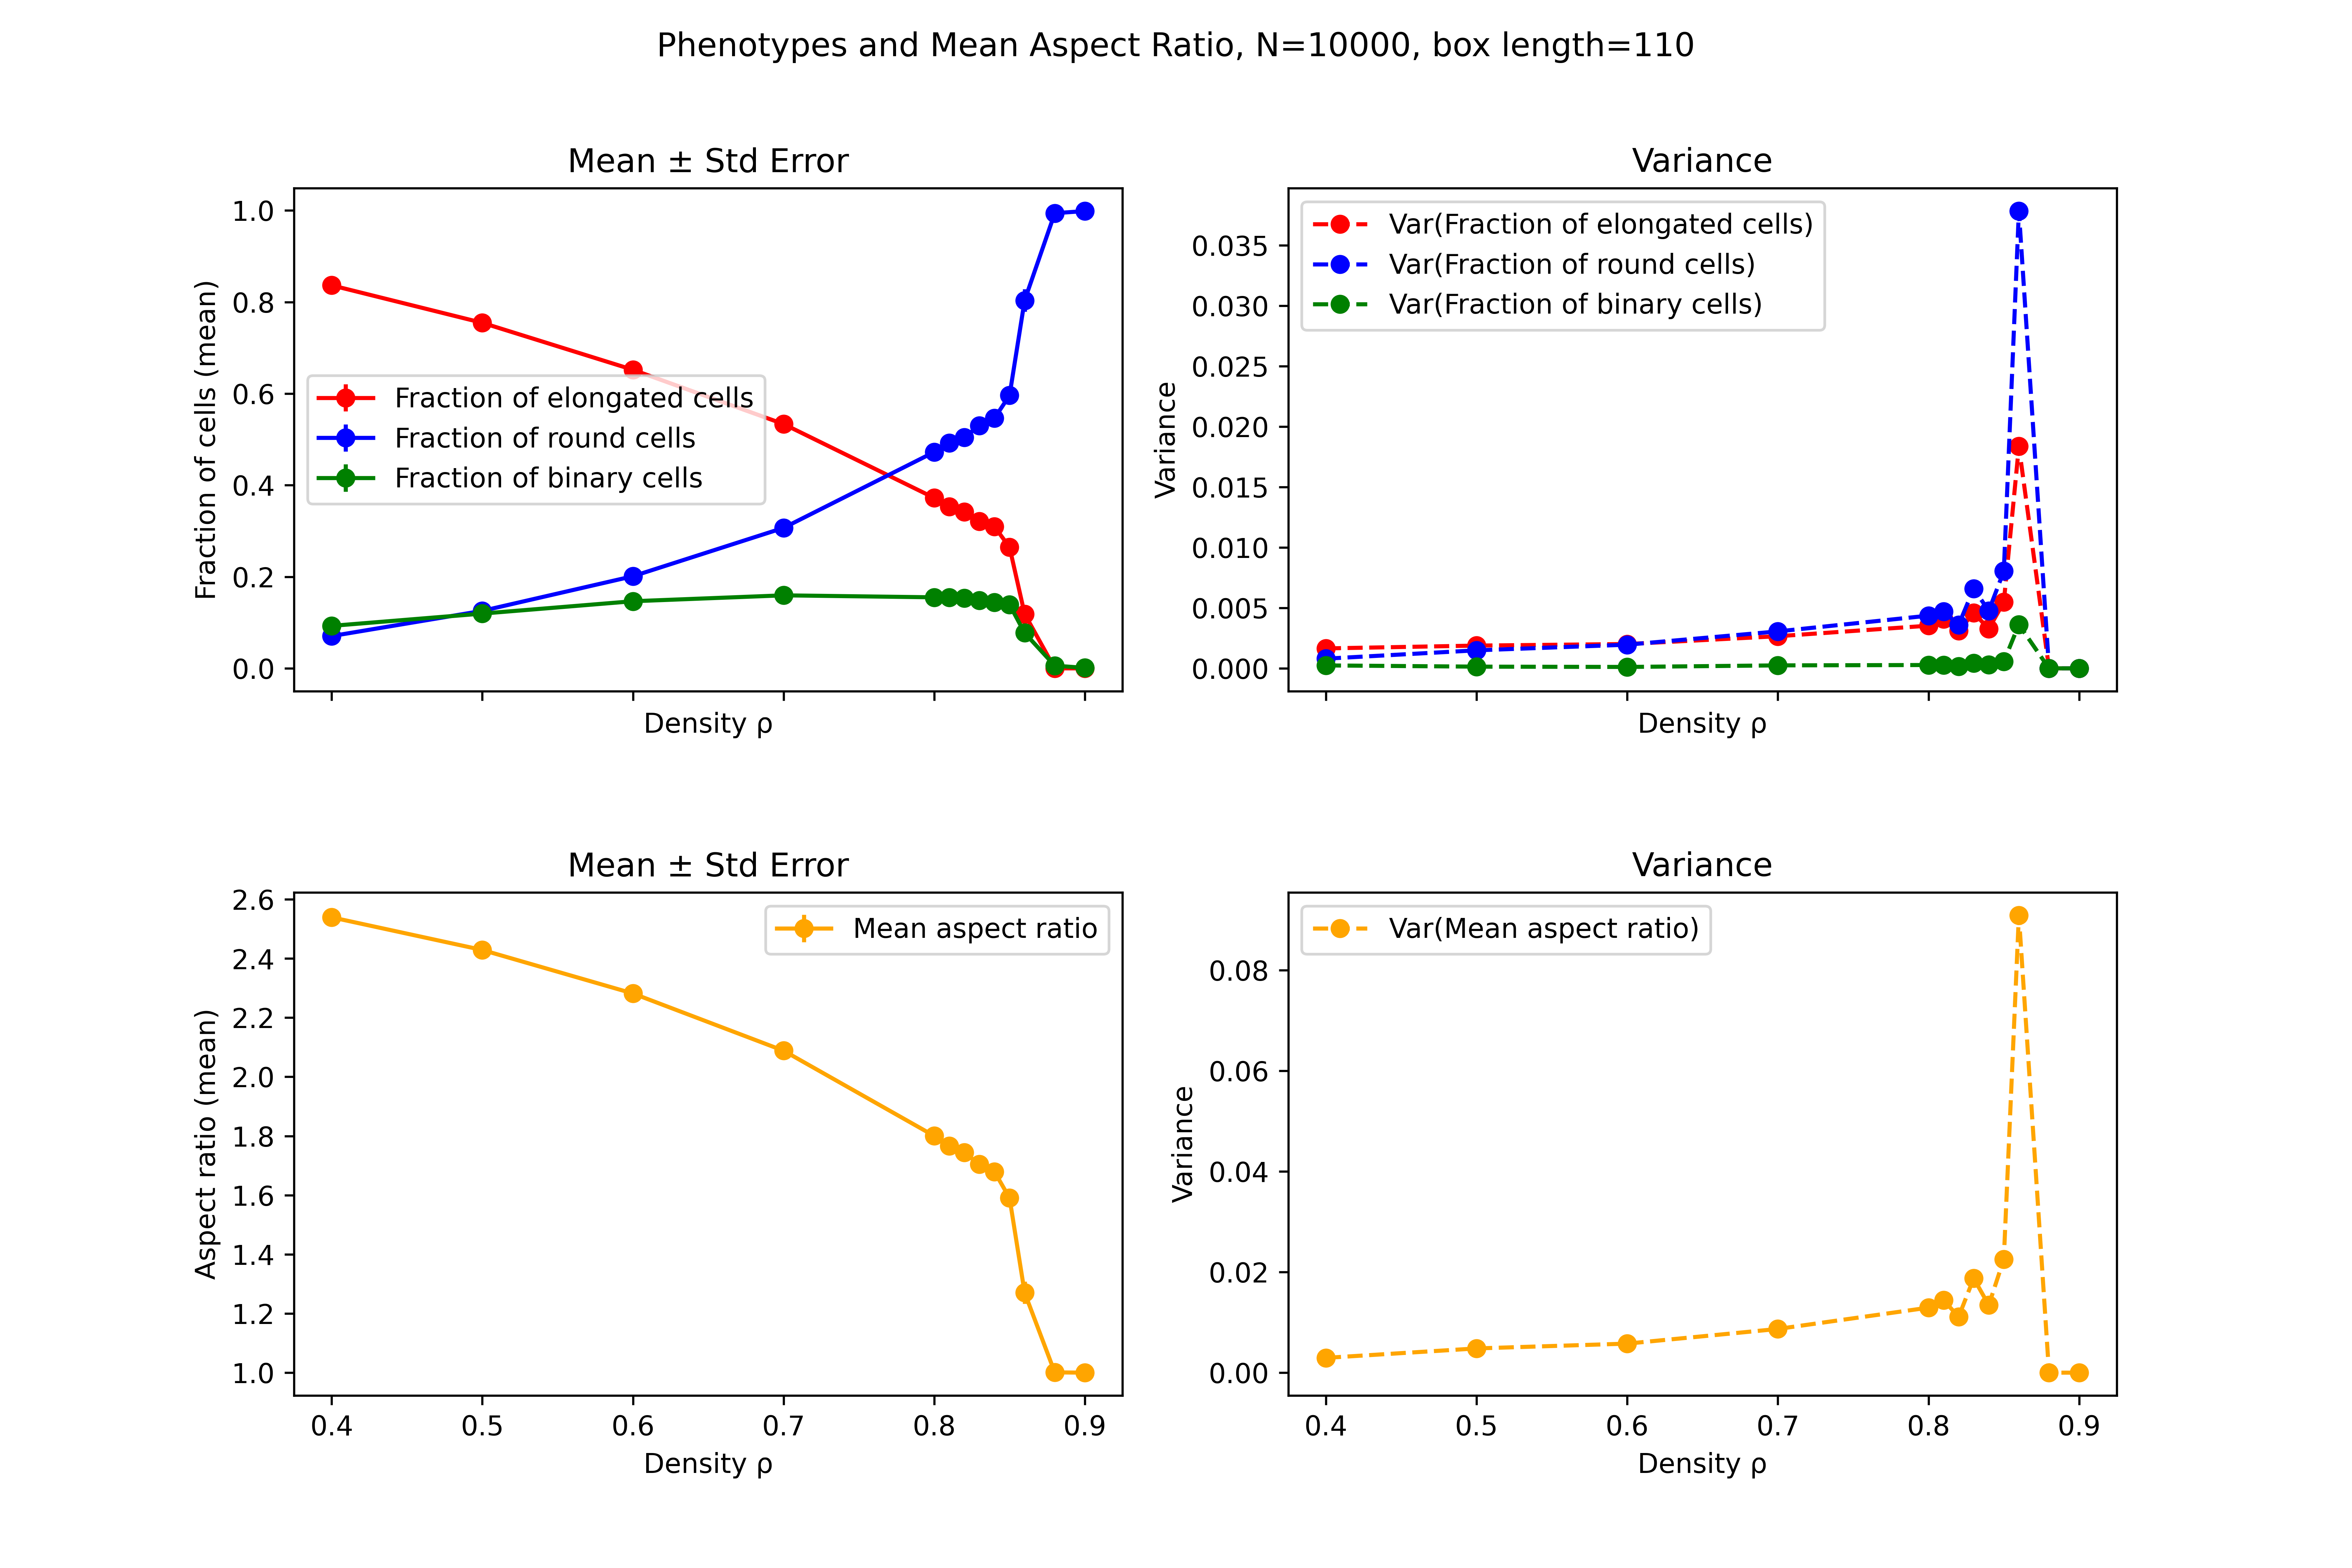 Phenotypes and Mean Aspect Ratio, N=10000, box length=110
Mean ± Std Error
1.0
0.8
0.6
0.4
0.2
0.0
Fraction of cells (mean)
Fraction of elongated cells
Fraction of round cells
Fraction of binary cells
Density ρ
Variance
0.035
0.030
0.025
0.020
0.015
0.010
0.005
0.000
Variance
Var(Fraction of elongated cells)
Var(Fraction of round cells)
Var(Fraction of binary cells)
Density ρ
Mean ± Std Error
2.6
2.4
2.2
2.0
1.8
1.6
1.4
1.2
1.0
Aspect ratio (mean)
Mean aspect ratio
0.4 0.5 0.6 0.7 0.8 0.9
Density ρ
Variance
0.08
0.06
0.04
0.02
0.00
Variance
Var(Mean aspect ratio)
0.4 0.5 0.6 0.7 0.8 0.9
Density ρ